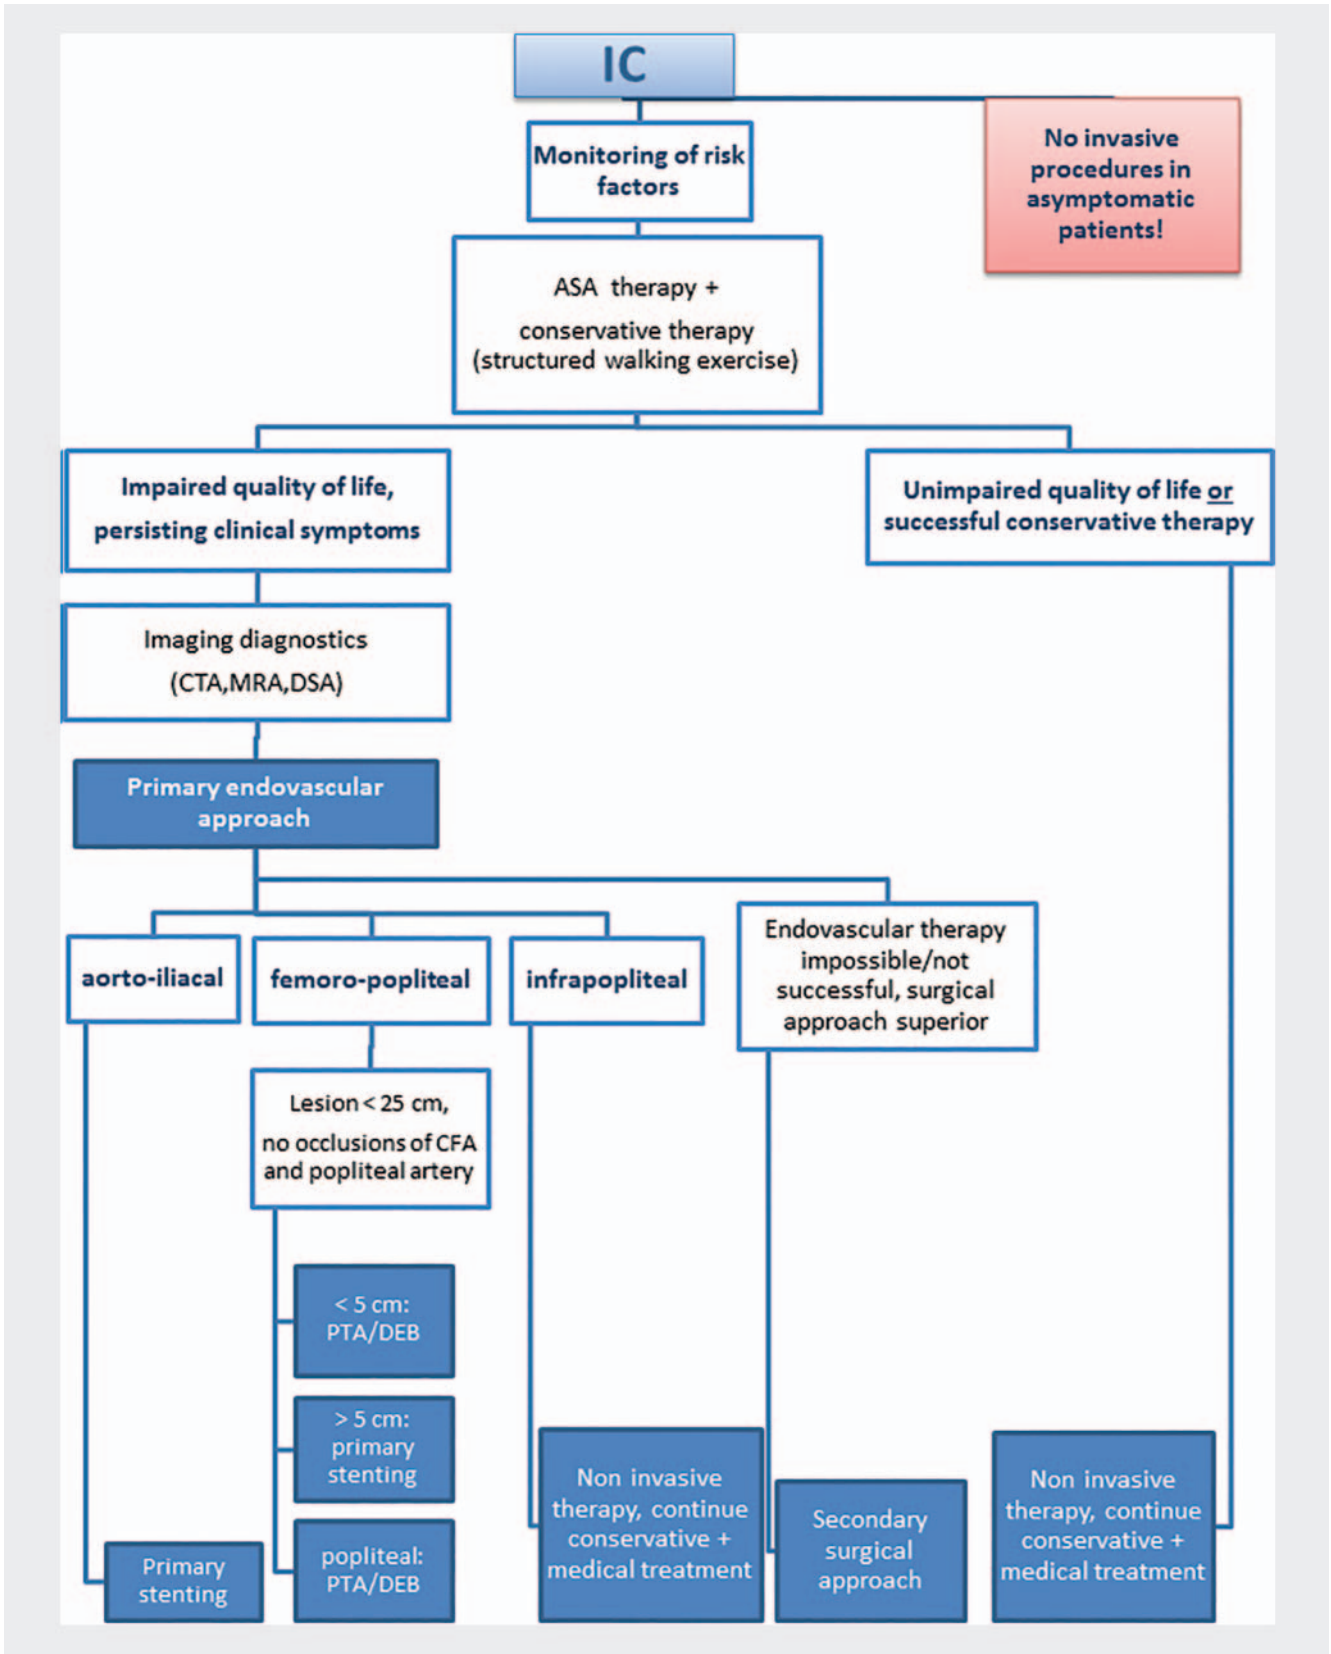 IC
No invasive
procedures in
asymptomatic
patients!
Monitoring of risk
factors
ASA therapy +
conservative therapy
(structured walking exercise)
Impaired quality of life,
persisting clinical symptoms
Unimpaired quality of life or
successful conservative therapy
Imaging diagnostics
(CTA,MRA,DSA)
Primary endovascular
approach
aorto-iliacal
femoro-popliteal
infrapopliteal
Endovascular therapy
impossible/not
successful, surgical
approach superior
Lesion < 25 cm,
no occlusions of CFA
and popliteal artery
< 5 cm:
PTA/DEB
> 5 cm:
primary
stenting
popliteal:
PTA/DEB
Primary
stenting
Non invasive
therapy, continue
conservative +
medical treatment
Secondary
surgical
approach
Non invasive
therapy, continue
conservative +
medical treatment